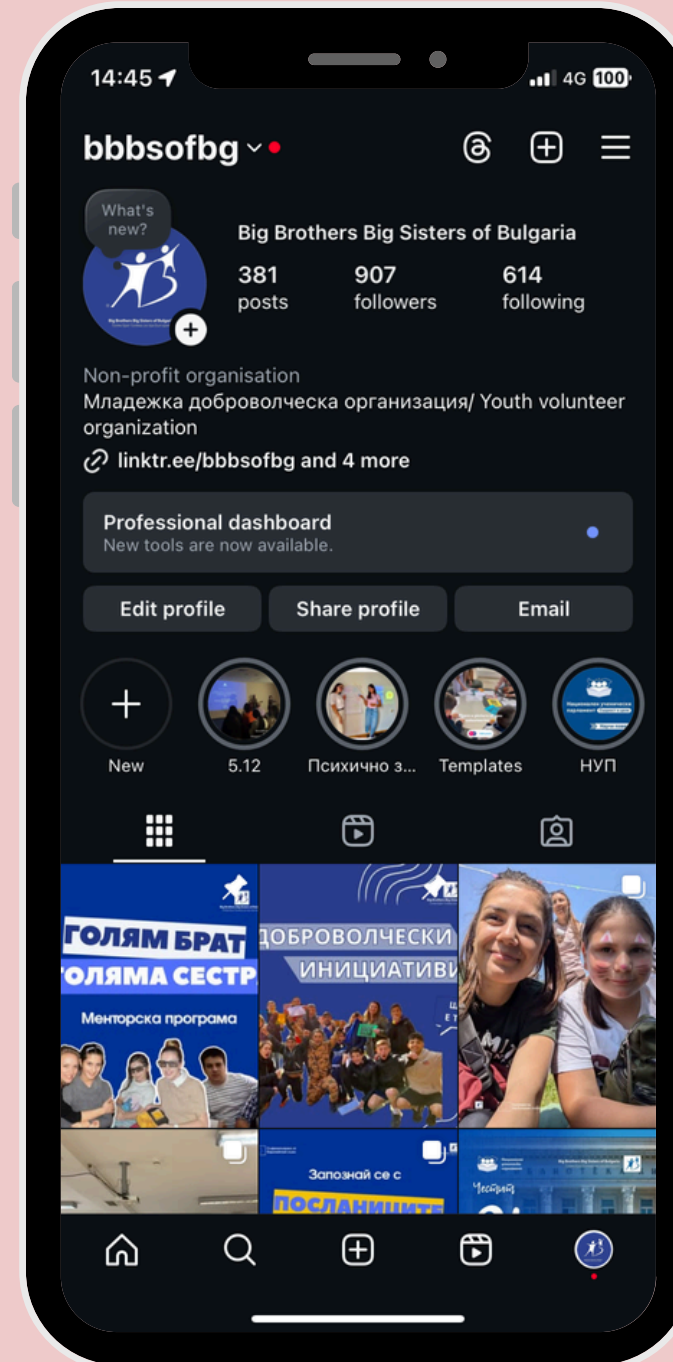 14:45
4G 100
bbbsofbg
What's
new?
Big Brothers Big Sisters of Bulgaria
381 907 614
posts followers following
Non-profit organisation
Младежка доброволческа организация/ Youth volunteer
organization
linktr.ee/bbbsofbg and 4 more
Professional dashboard
New tools are now available.
Edit profile Share profile Email
New 5.12 Психично з... Templates НУП
ГОЛЯМ БРАТ
ГОЛЯМА СЕСТР
Менторска програма
ДОБРОВОЛЧЕСКИ
ИНИЦИАТИВИ
Запознай се с
ПОСЛАНИЦИТЕ
Честит